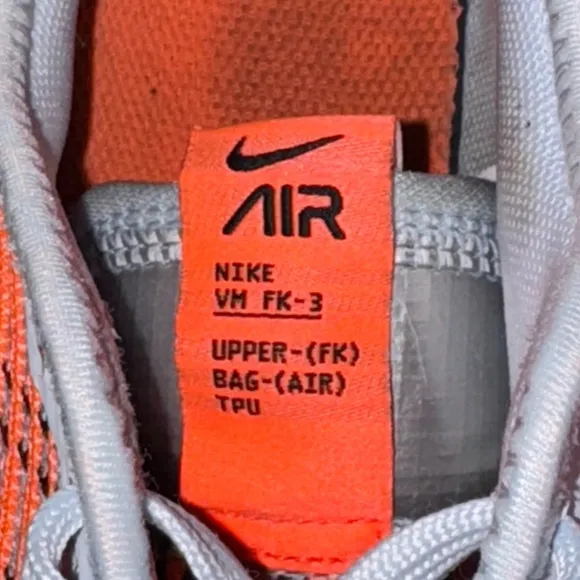 AIR
NIKE
VM FK-3
UPPER-(FK)
BAG-(AIR)
TPU